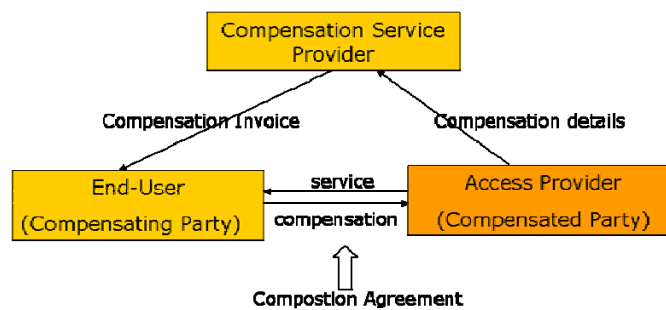 Compensation Service
Provider
Compensation Invoice
Compensation details
End-User
(Compensating Party)
service
compensation
Access Provider
(Compensated Party)
Compostion Agreement